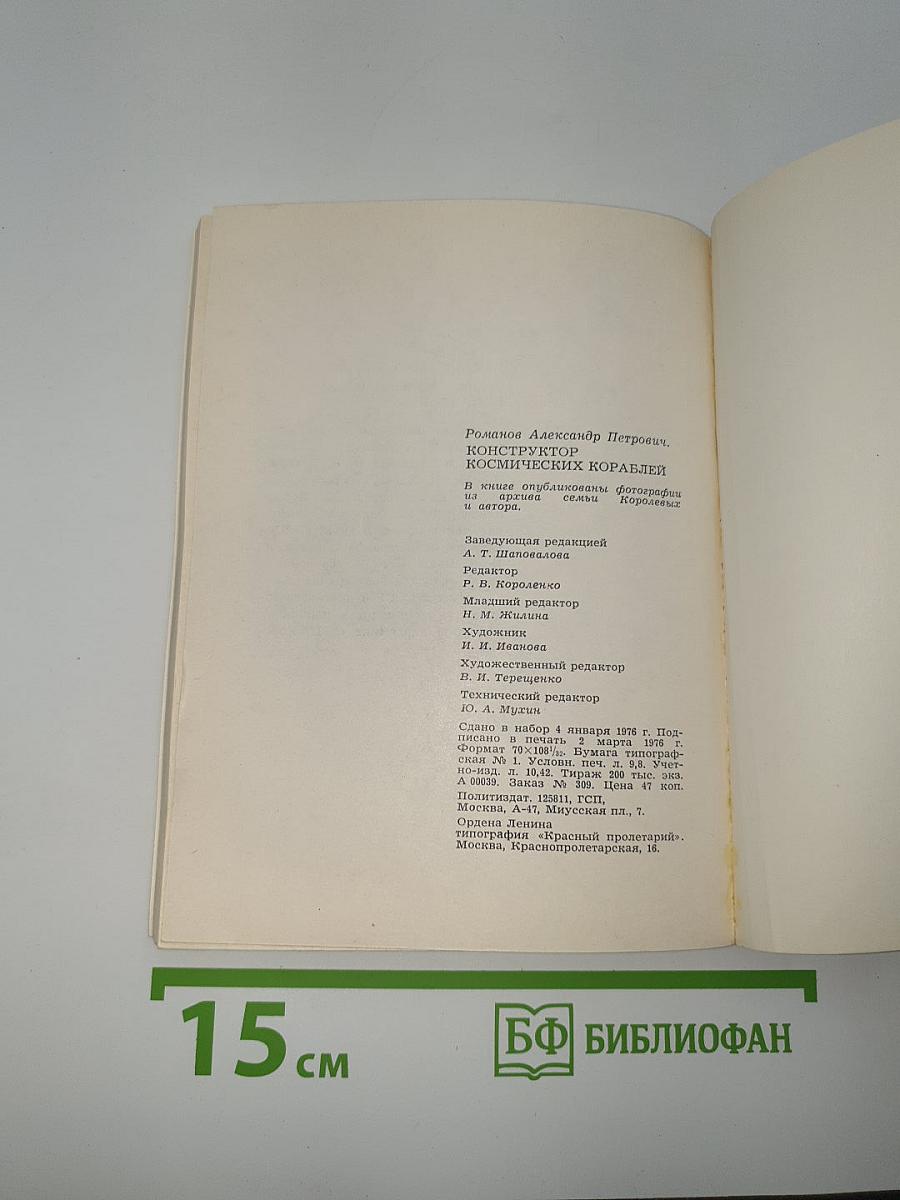 Романов Александр Петрович.
КОНСТРУКТОР
КОСМИЧЕСКИХ КОРАБЛЕЙ
В книге опубликованы фотографии
из архива семьи Королевых
и автора.
Заведующая редакцией
А. Т. Шаповалова
Редактор
Р. В. Короленко
Младший редактор
Н. М. Жилина
Художник
И. И. Иванова
Художественный редактор
В. И. Терещенко
Технический редактор
Ю. А. Мухин
Сдано в набор 4 января 1976 г. Под-
писано в печать 2 марта 1976 г.
Формат 70×108¹/₃₂. Бумага типограф-
ская № 1. Условн. печ. л. 9,8. Учет-
но-изд. л. 10,42. Тираж 200 тыс. экз.
А 00039. Заказ № 309. Цена 47 коп.
Политиздат. 125811, ГСП,
Москва, А-47, Миусская пл., 7.
Ордена Ленина
типография «Красный пролетарий».
Москва, Краснопролетарская, 16.
15 см
БФ БИБЛИОФАН